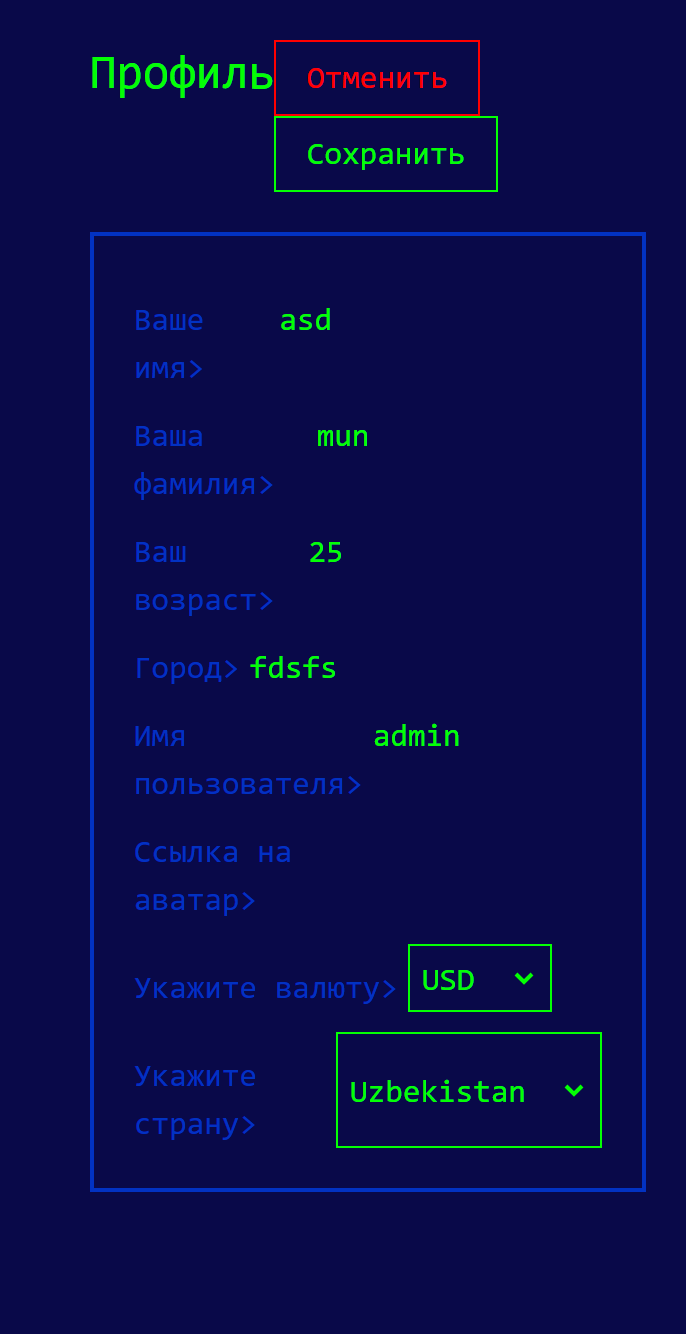 Профиль
Отменить
Сохранить
Ваше asd
имя>
Ваша mun
фамилия>
Ваш 25
возраст>
Город> fdsfs
Имя admin
пользователя>
Ссылка на
аватар>
Укажите валюту> USD
Укажите
страну> Uzbekistan